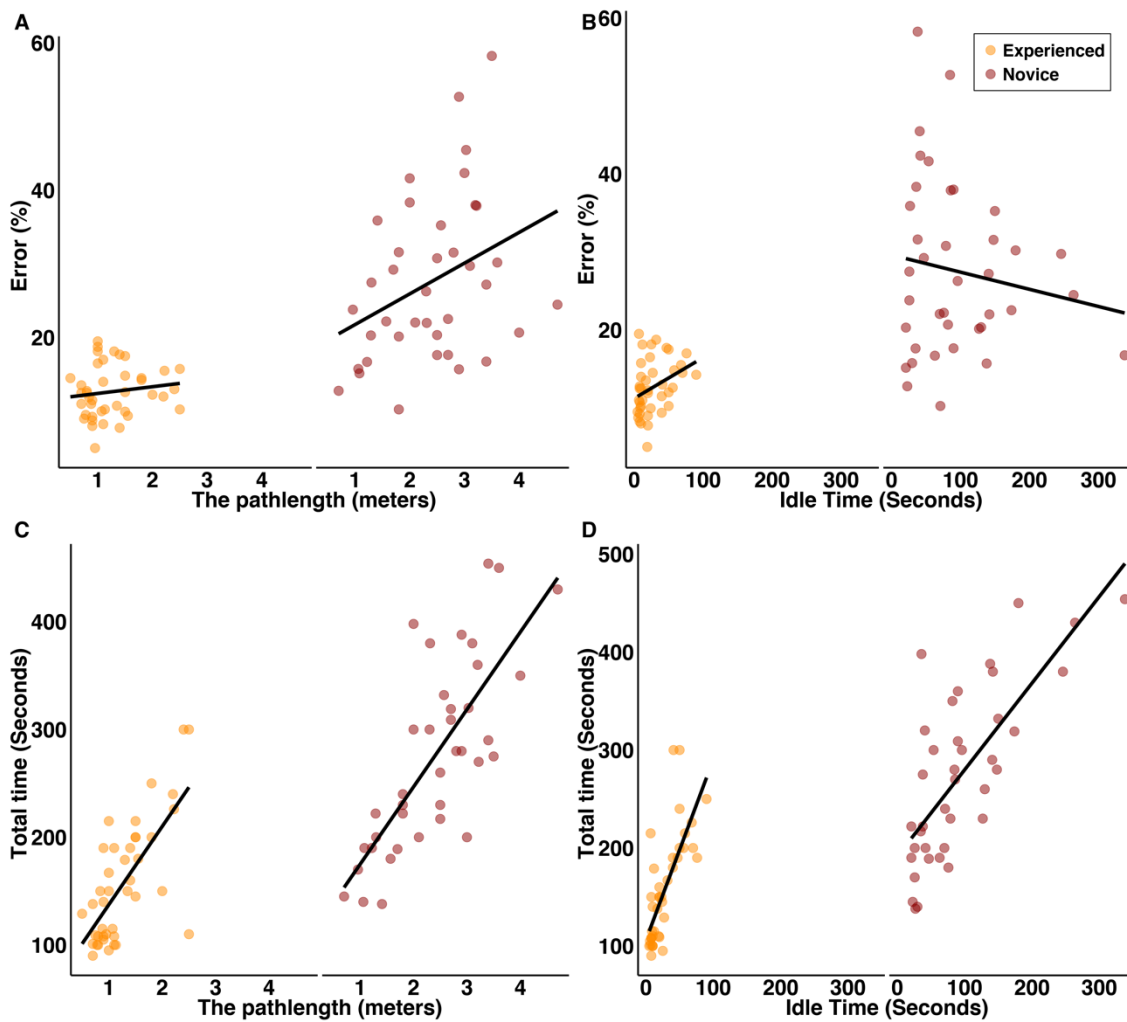 A
Error (%)
60
40
20
1 2 3 4 1 2 3 4
The pathlength (meters)
B
Error (%)
60
40
20
Experienced
Novice
0 100 200 300 0 100 200 300
Idle Time (Seconds)
C
Total time (Seconds)
400
300
200
100
1 2 3 4 1 2 3 4
The pathlength (meters)
D
Total time (Seconds)
500
400
300
200
100
0 100 200 300 0 100 200 300
Idle Time (Seconds)